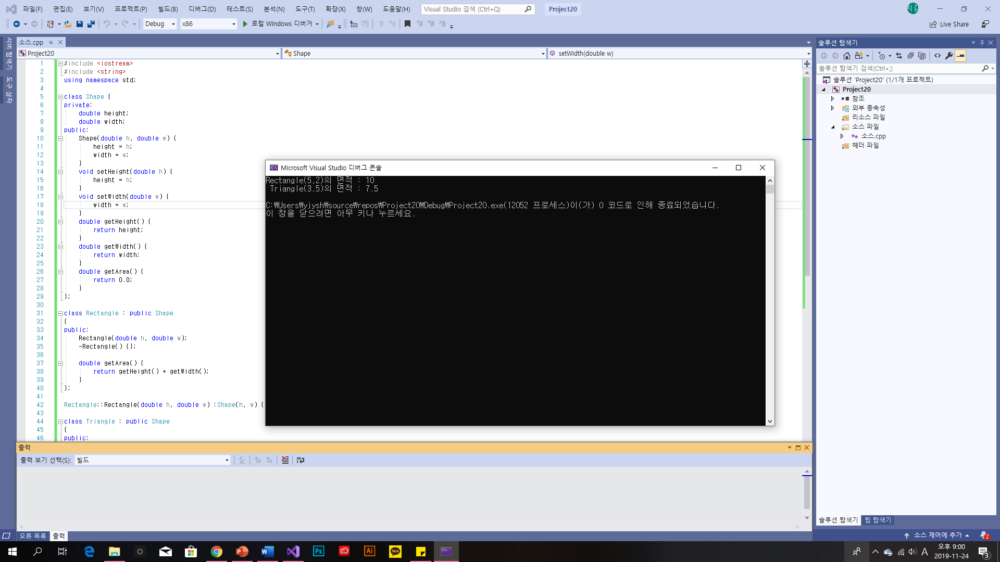 파일(F) 편집(E) 보기(V) 프로젝트(P) 빌드(B) 디버그(D) 테스트(S) 분석(N) 도구(T) 확장(X) 창(W) 도움말(H) Visual Studio 검색 (Ctrl+Q) Project20 지김
Debug x86 로컬 Windows 디버거 Live Share
서버 탐색기
도구 상자
소스.cpp
Project20 Shape setWidth(double w)
1 #include <iostream>
2 #include <string>
3 using namespace std;
4
5 class Shape {
6 private:
7 double height;
8 double width;
9 public:
10 Shape(double h, double w) {
11 height = h;
12 width = w;
13 }
14 void setHeight(double h) {
15 height = h;
16 }
17 void setWidth(double w) {
18 width = w;
19 }
20 double getHeight() {
21 return height;
22 }
23 double getWidth() {
24 return width;
25 }
26 double getArea() {
27 return 0.0;
28 }
29 };
30
31 class Rectangle : public Shape
32 {
33 public:
34 Rectangle(double h, double w);
35 ~Rectangle() {};
36
37 double getArea() {
38 return getHeight() * getWidth();
39 }
40 };
41
42 Rectangle::Rectangle(double h, double w) :Shape(h, w) {
43
44 class Triangle : public Shape
45 {
46 public:
Microsoft Visual Studio 디버그 콘솔
Rectangle(5,2)의 면적 : 10
Triangle(3,5)의 면적 : 7.5
C:₩Users₩yjysh₩source₩repos₩Project20₩Debug₩Project20.exe(12052 프로세스)이(가) 0 코드로 인해 종료되었습니다.
이 창을 닫으려면 아무 키나 누르세요.
솔루션 탐색기
솔루션 탐색기 검색(Ctrl+;)
솔루션 'Project20' (1/1개 프로젝트)
Project20
참조
외부 종속성
리소스 파일
소스 파일
소스.cpp
헤더 파일
솔루션 탐색기 팀 탐색기
출력
출력 보기 선택(S): 빌드
오류 목록 출력
소스 제어에 추가 2
Ps Ai TALK
A 오후 9:00
2019-11-24
3